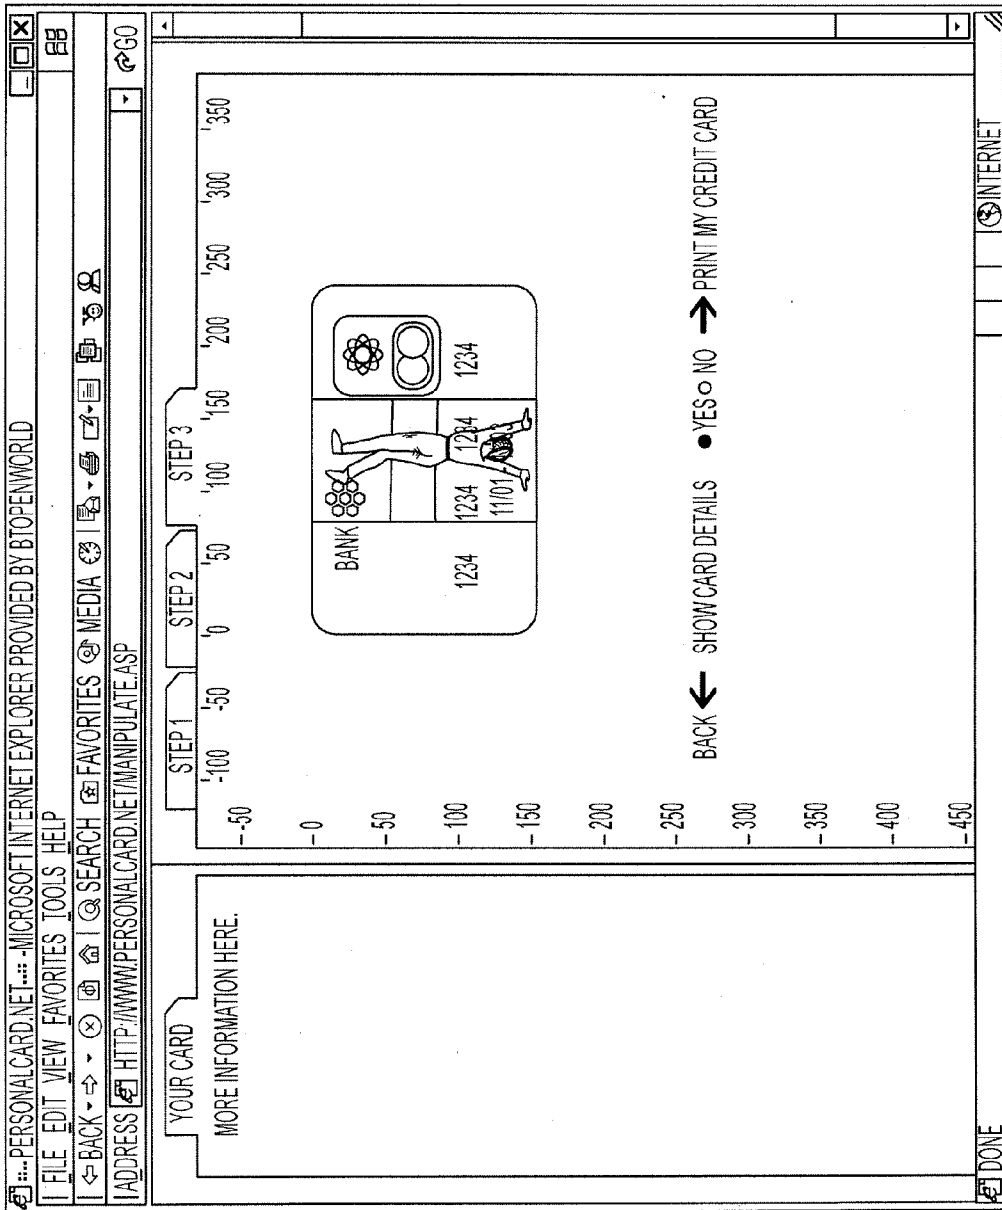 ::..PERSONALCARD.NET..:: -MICROSOFT INTERNET EXPLORER PROVIDED BY BTOPENWORLD
FILE EDIT VIEW FAVORITES TOOLS HELP
BACK SEARCH FAVORITES MEDIA
ADDRESS HTTP://WWW.PERSONALCARD.NET/MANIPULATE.ASP GO
YOUR CARD
MORE INFORMATION HERE.
STEP 1 STEP 2 STEP 3
-100 -50 0 50 100 150 200 250 300 350
-50
0
50
100
150
200
250
300
350
450
BANK
1234 1234 1234 1234
11/01
BACK SHOW CARD DETAILS YES NO PRINT MY CREDIT CARD
DONE INTERNET